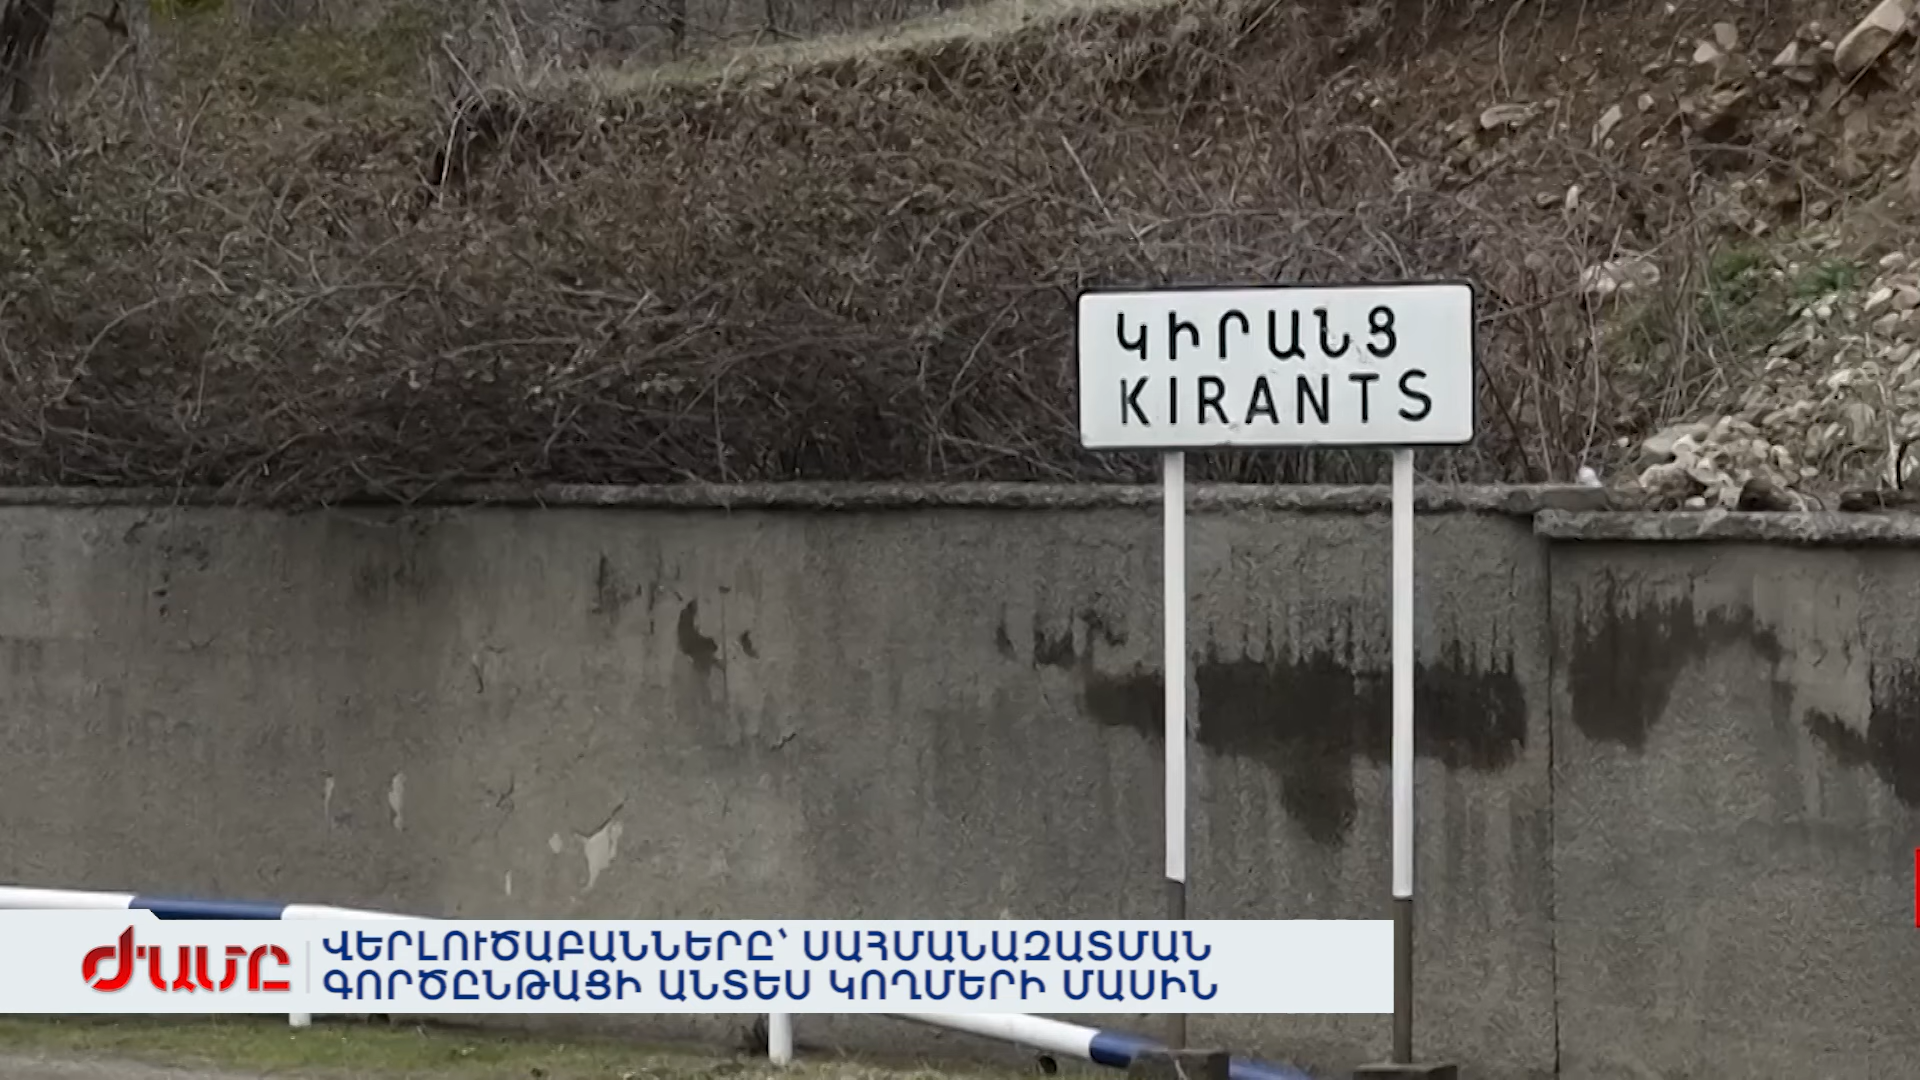 ԿԻՐԱՆՑ
KIRANTS
ԺԱՄԸ
ՎԵՐԼՈՒԾԱԲԱՆՆԵՐԸ՝ ՍԱՀՄԱՆԱԶԱՏՄԱՆ
ԳՈՐԾԸՆԹԱՑԻ ԱՆՏԵՍ ԿՈՂՄԵՐԻ ՄԱՍԻՆ